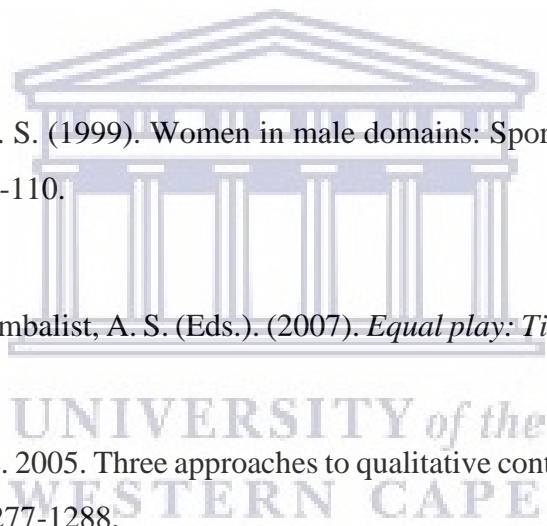 . S. (1999). Women in male domains: Spor
-110.
mbalist, A. S. (Eds.). (2007). Equal play: Ti
UNIVERSITY of the
. 2005. Three approaches to qualitative cont
WESTERN CAPE
277-1288.